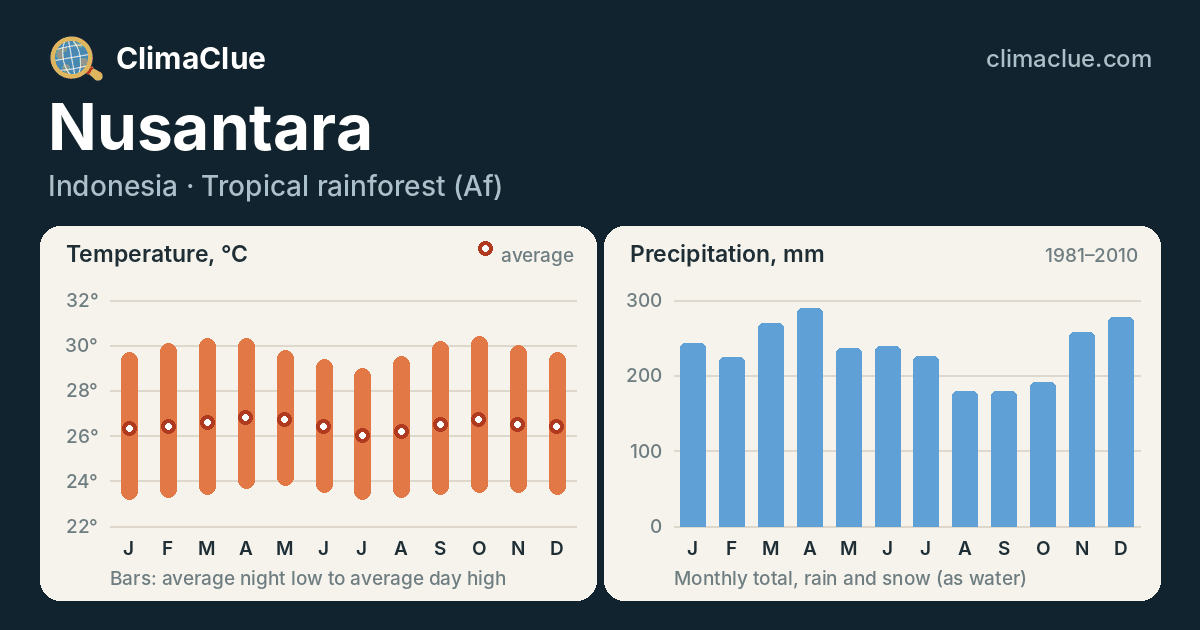 ClimaClue
climaclue.com
Nusantara
Indonesia · Tropical rainforest (Af)
Temperature, °C
average
32°
30°
28°
26°
24°
22°
J F M A M J J A S O N D
Bars: average night low to average day high
Precipitation, mm
1981–2010
300
200
100
0
J F M A M J J A S O N D
Monthly total, rain and snow (as water)